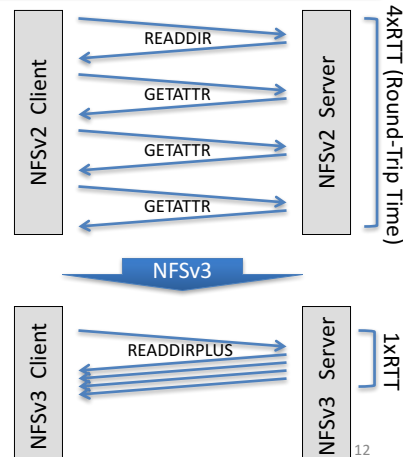 NFSv2 Client
READDIR
GETATTR
GETATTR
GETATTR
NFSv2 Server
4xRTT (Round-Trip Time)
NFSv3
NFSv3 Client
READDIRPLUS
NFSv3 Server
1xRTT
12